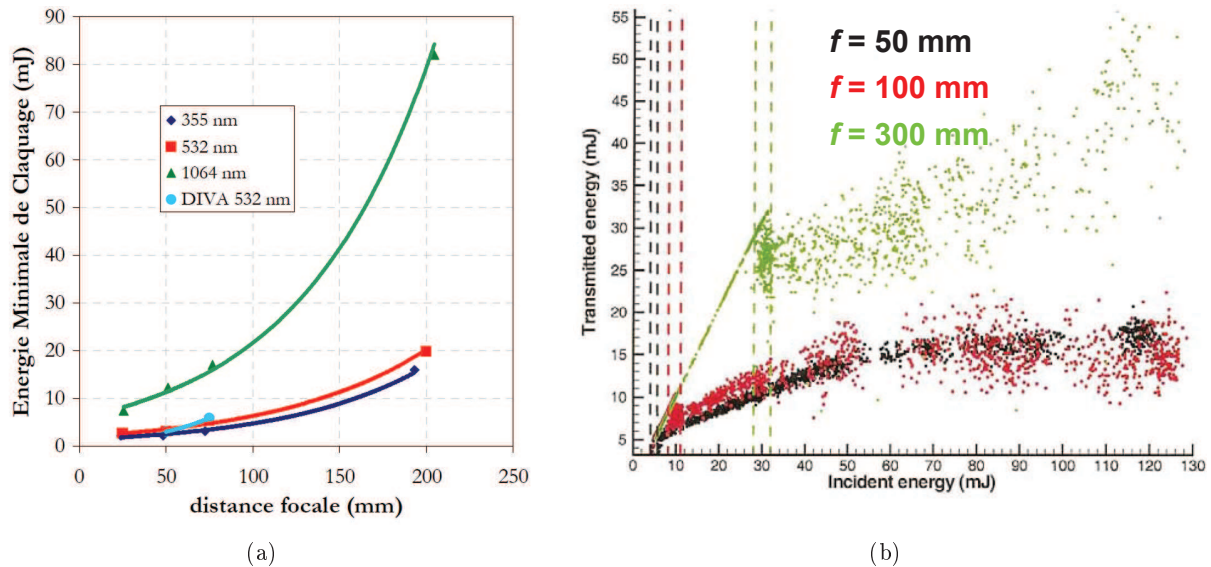 90
80
70
60
50
40
30
20
10
0
Energie Minimale de Claquage (mJ)
355 nm
532 nm
1064 nm
DIVA 532 nm
0 50 100 150 200 250
distance focale (mm)
(a)
55
50
45
40
35
30
25
20
15
10
5
Transmitted energy (mJ)
f = 50 mm
f = 100 mm
f = 300 mm
0 10 20 30 40 50 60 70 80 90 100 110 120 130
Incident energy (mJ)
(b)